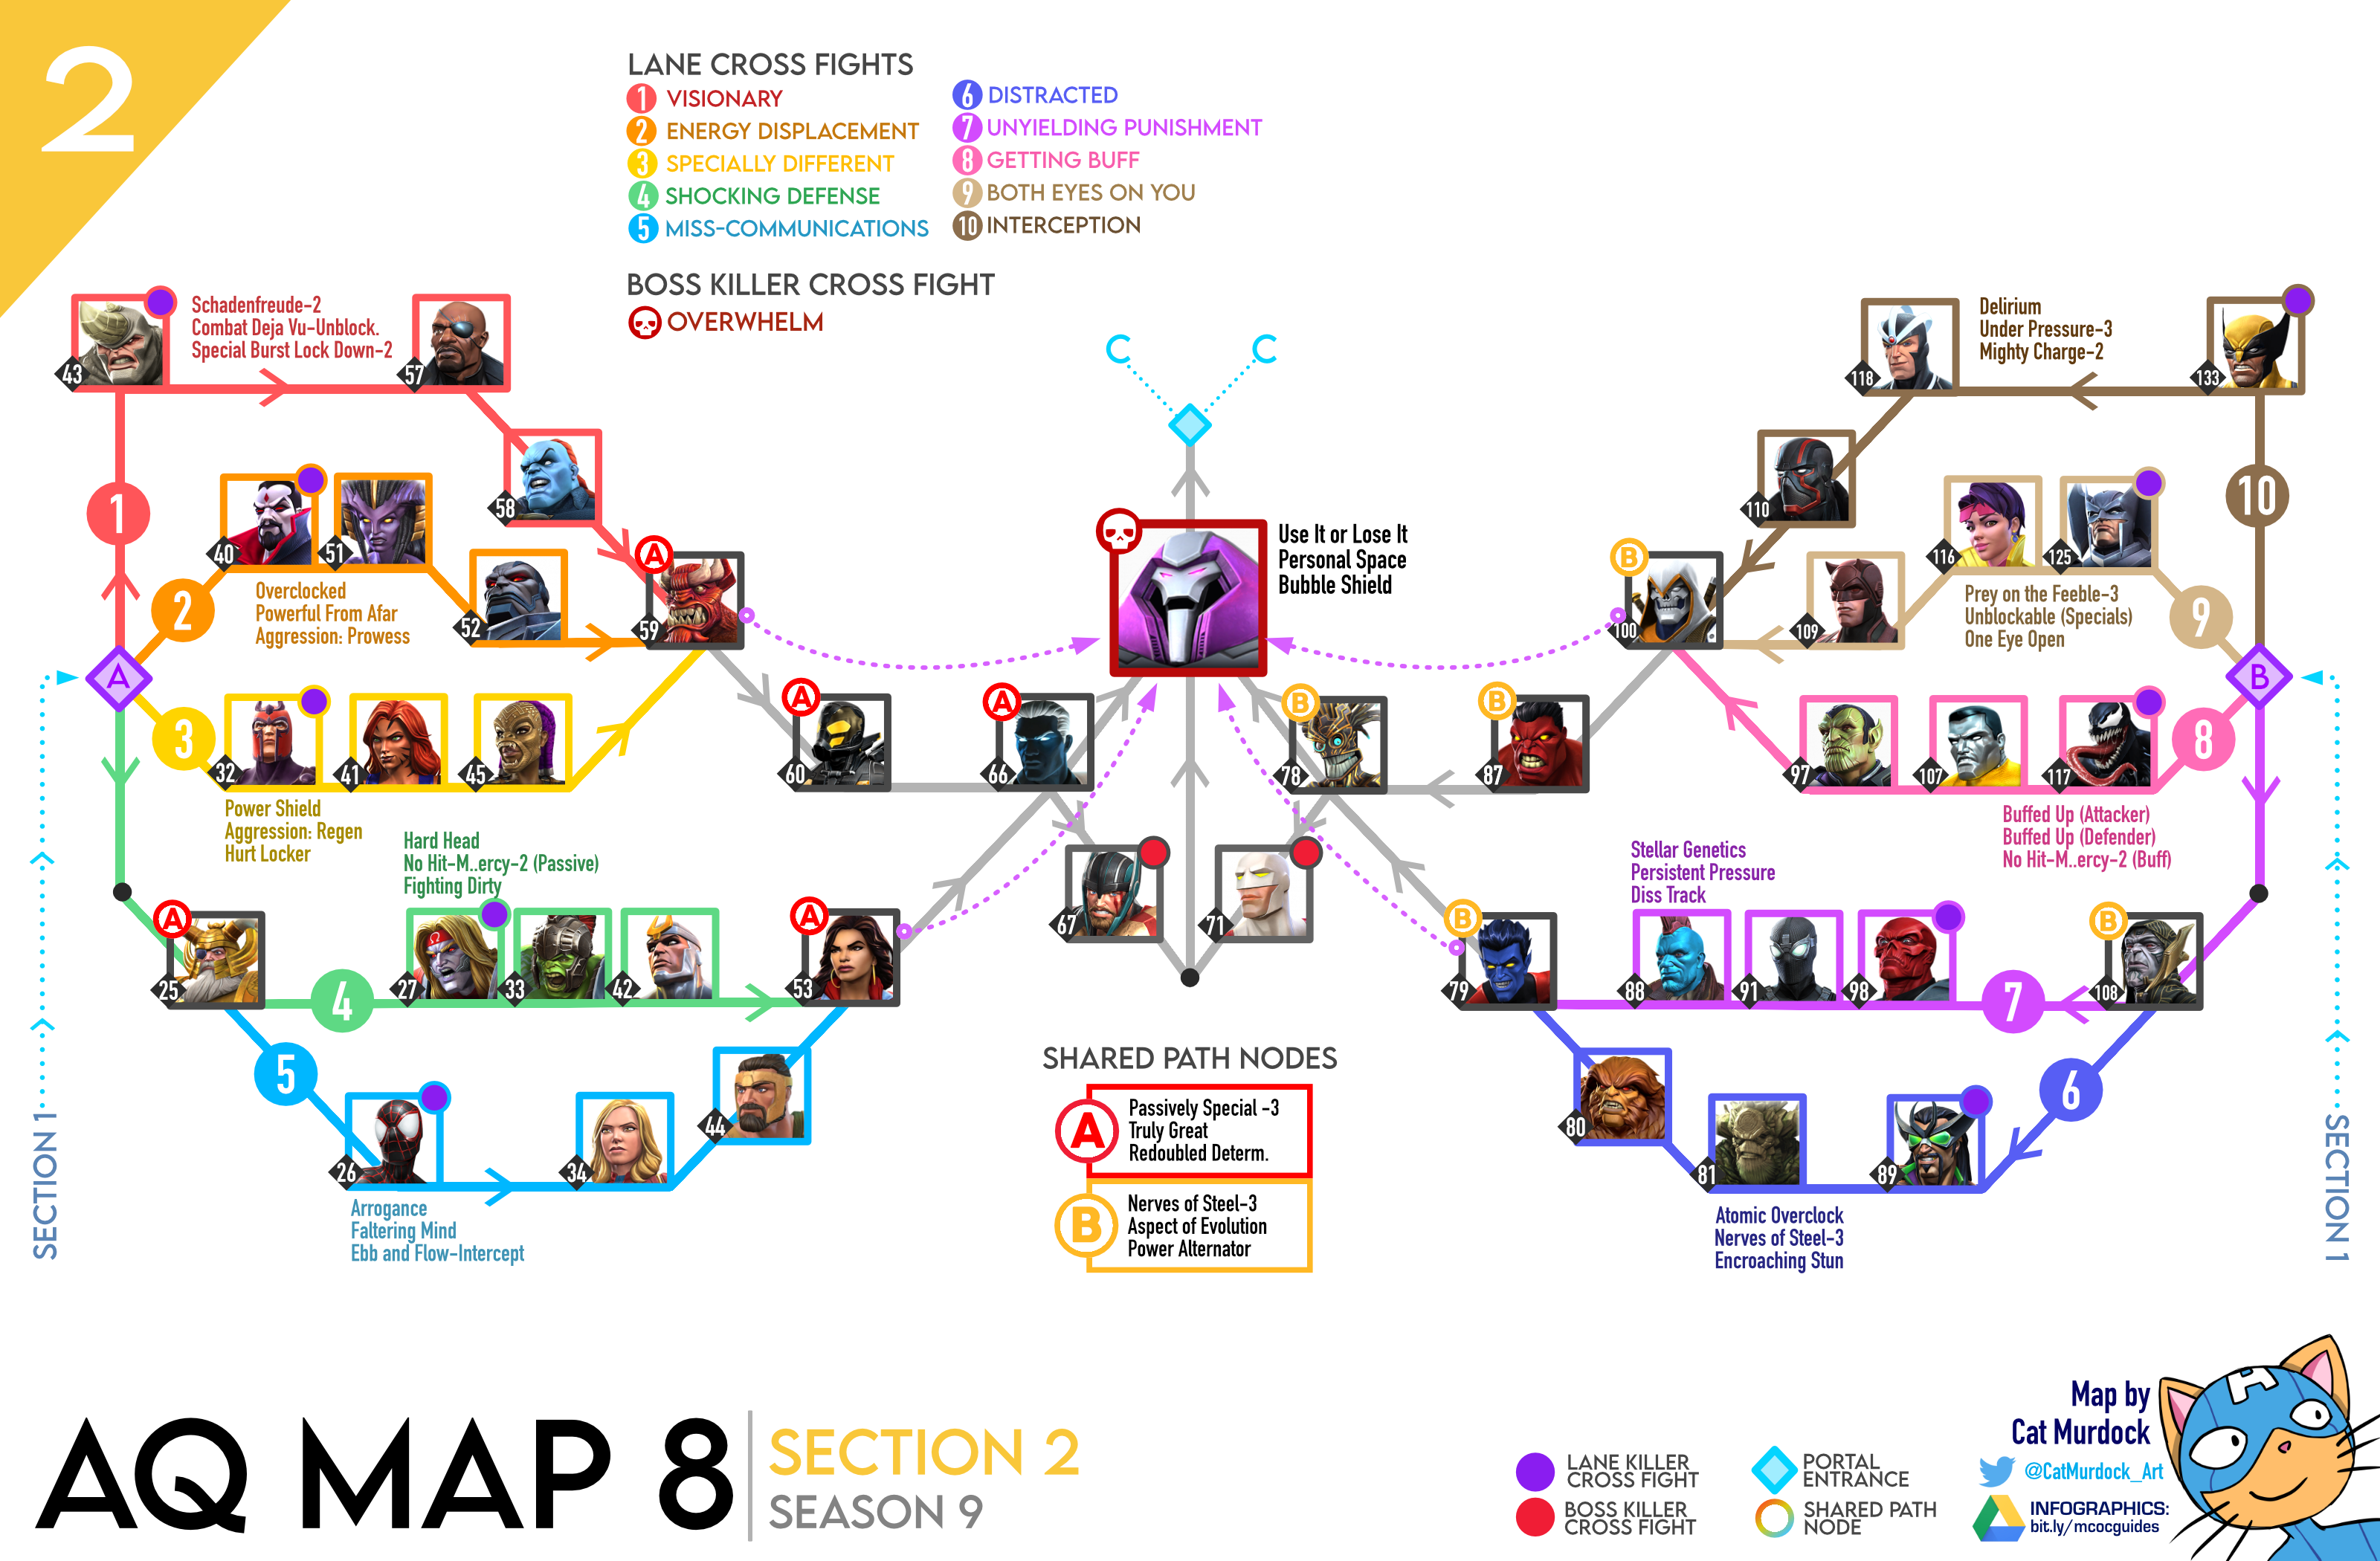 2
LANE CROSS FIGHTS
1 VISIONARY
2 ENERGY DISPLACEMENT
3 SPECIALLY DIFFERENT
4 SHOCKING DEFENSE
5 MISS-COMMUNICATIONS
6 DISTRACTED
7 UNYIELDING PUNISHMENT
8 GETTING BUFF
9 BOTH EYES ON YOU
10 INTERCEPTION
BOSS KILLER CROSS FIGHT
OVERWHELM
43
Schadenfreude-2
Combat Deja Vu-Unblock.
Special Burst Lock Down-2
57
58
1
40
51
Overclocked
Powerful From Afar
Aggression: Prowess
52
2
A
59
A
3
32
41
45
Power Shield
Aggression: Regen
Hurt Locker
A
60
A
66
Hard Head
No Hit-M..ercy-2 (Passive)
Fighting Dirty
A
25
4
27
33
42
A
53
5
26
34
44
Arrogance
Faltering Mind
Ebb and Flow-Intercept
SECTION 1
C
C
Use It or Lose It
Personal Space
Bubble Shield
67
71
B
78
B
87
118
Delirium
Under Pressure-3
Mighty Charge-2
133
110
10
B
100
109
116
125
Prey on the Feeble-3
Unblockable (Specials)
One Eye Open
9
B
97
107
117
8
Buffed Up (Attacker)
Buffed Up (Defender)
No Hit-M..ercy-2 (Buff)
Stellar Genetics
Persistent Pressure
Diss Track
B
79
88
91
98
7
B
108
6
80
81
89
Atomic Overclock
Nerves of Steel-3
Encroaching Stun
SECTION 1
SHARED PATH NODES
A
Passively Special -3
Truly Great
Redoubled Determ.
B
Nerves of Steel-3
Aspect of Evolution
Power Alternator
AQ MAP 8
SECTION 2
SEASON 9
LANE KILLER
CROSS FIGHT
BOSS KILLER
CROSS FIGHT
PORTAL
ENTRANCE
SHARED PATH
NODE
Map by
Cat Murdock
@CatMurdock_Art
INFOGRAPHICS:
bit.ly/mcocguides
A